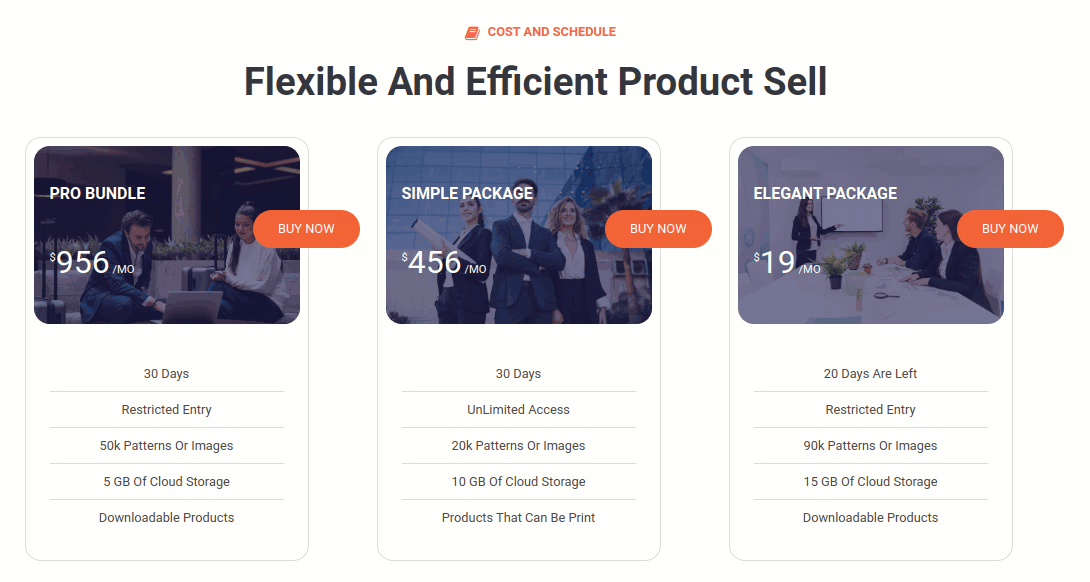 COST AND SCHEDULE
Flexible And Efficient Product Sell
PRO BUNDLE
BUY NOW
$956 /MO
30 Days
Restricted Entry
50k Patterns Or Images
5 GB Of Cloud Storage
Downloadable Products
SIMPLE PACKAGE
BUY NOW
$456 /MO
30 Days
UnLimited Access
20k Patterns Or Images
10 GB Of Cloud Storage
Products That Can Be Print
ELEGANT PACKAGE
BUY NOW
$19 /MO
20 Days Are Left
Restricted Entry
90k Patterns Or Images
15 GB Of Cloud Storage
Downloadable Products